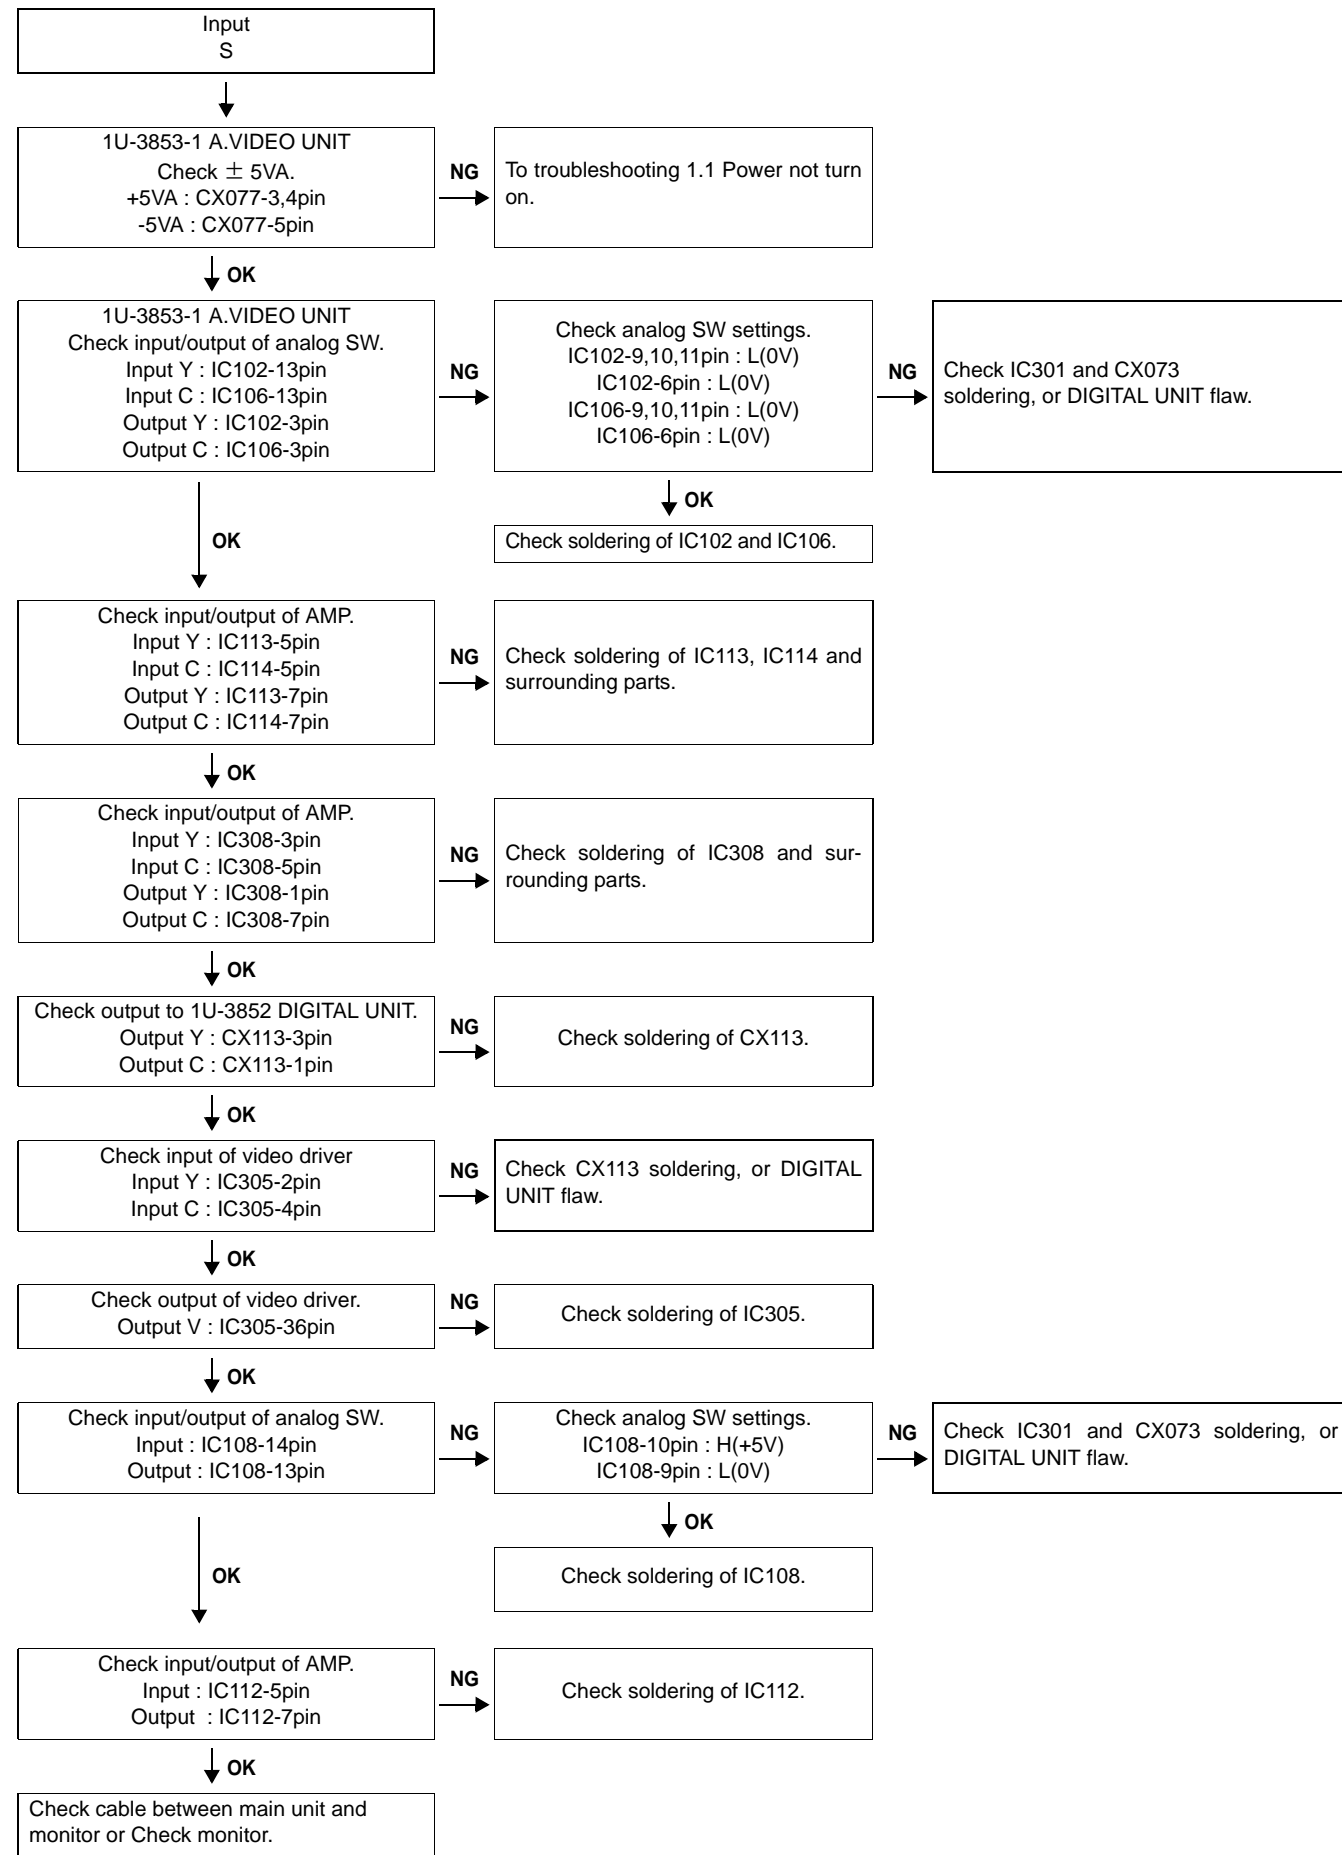 Input
S
1U-3853-1 A.VIDEO UNIT
Check ± 5VA.
+5VA : CX077-3,4pin
-5VA : CX077-5pin
NG
To troubleshooting 1.1 Power not turn
on.
OK
1U-3853-1 A.VIDEO UNIT
Check input/output of analog SW.
Input Y : IC102-13pin
Input C : IC106-13pin
Output Y : IC102-3pin
Output C : IC106-3pin
NG
Check analog SW settings.
IC102-9,10,11pin : L(0V)
IC102-6pin : L(0V)
IC106-9,10,11pin : L(0V)
IC106-6pin : L(0V)
NG
Check IC301 and CX073
soldering, or DIGITAL UNIT flaw.
OK
Check soldering of IC102 and IC106.
OK
Check input/output of AMP.
Input Y : IC113-5pin
Input C : IC114-5pin
Output Y : IC113-7pin
Output C : IC114-7pin
NG
Check soldering of IC113, IC114 and
surrounding parts.
OK
Check input/output of AMP.
Input Y : IC308-3pin
Input C : IC308-5pin
Output Y : IC308-1pin
Output C : IC308-7pin
NG
Check soldering of IC308 and sur-
rounding parts.
OK
Check output to 1U-3852 DIGITAL UNIT.
Output Y : CX113-3pin
Output C : CX113-1pin
NG
Check soldering of CX113.
OK
Check input of video driver
Input Y : IC305-2pin
Input C : IC305-4pin
NG
Check CX113 soldering, or DIGITAL
UNIT flaw.
OK
Check output of video driver.
Output V : IC305-36pin
NG
Check soldering of IC305.
OK
Check input/output of analog SW.
Input : IC108-14pin
Output : IC108-13pin
NG
Check analog SW settings.
IC108-10pin : H(+5V)
IC108-9pin : L(0V)
NG
Check IC301 and CX073 soldering, or
DIGITAL UNIT flaw.
OK
Check soldering of IC108.
OK
Check input/output of AMP.
Input : IC112-5pin
Output : IC112-7pin
NG
Check soldering of IC112.
OK
Check cable between main unit and
monitor or Check monitor.